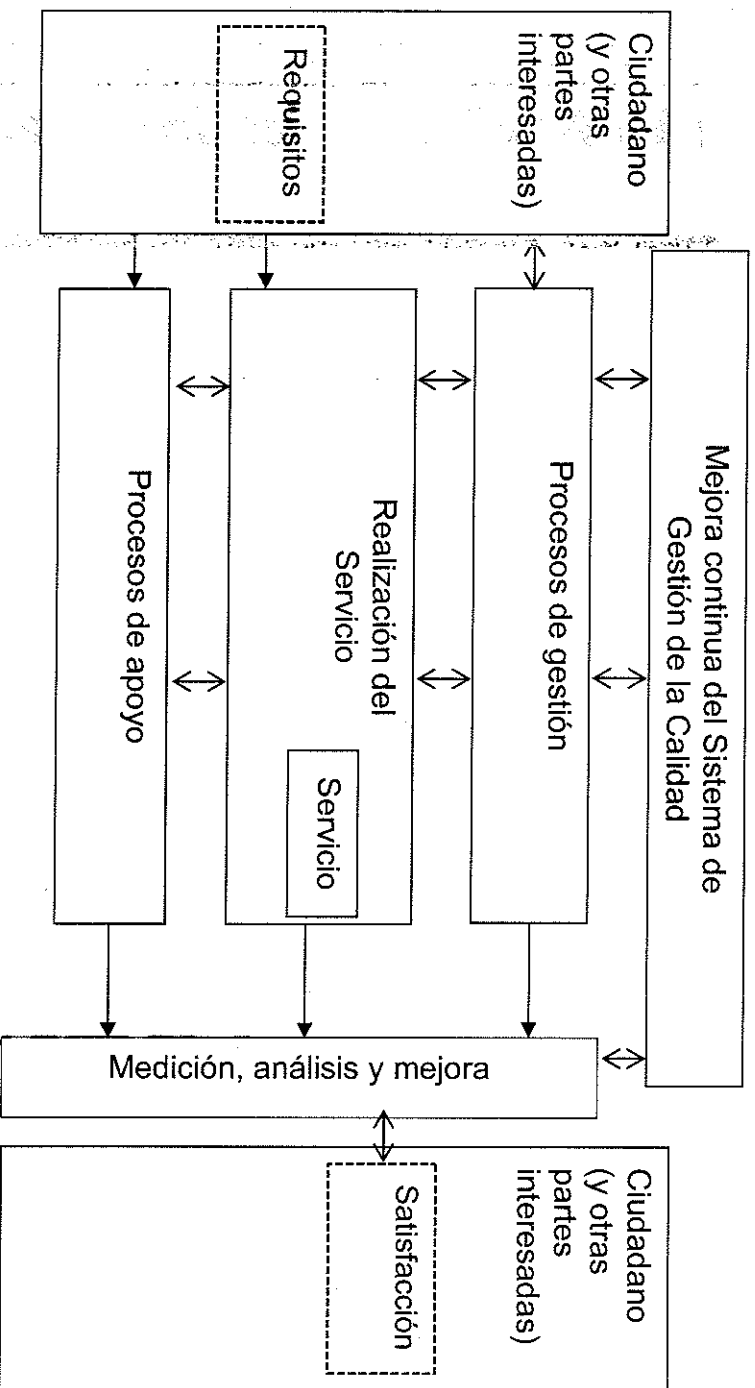 Mejora continua del Sistema de
Gestión de la Calidad
Ciudadano
(y otras
partes
interesadas)
Requisitos
Procesos de gestión
Realización del
Servicio
Servicio
Procesos de apoyo
Medición, análisis y mejora
Ciudadano
(y otras
partes
interesadas)
Satisfacción